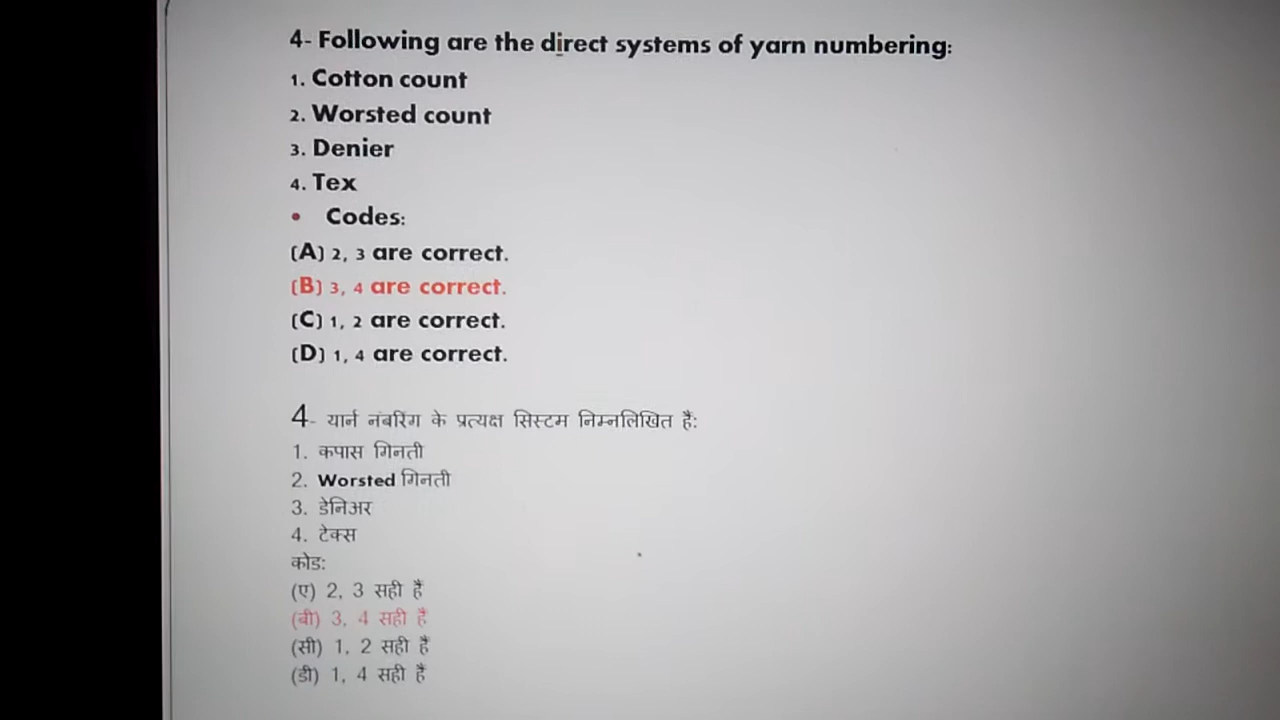 4- Following are the direct systems of yarn numbering:
1. Cotton count
2. Worsted count
3. Denier
4. Tex
• Codes:
(A) 2, 3 are correct.
(B) 3, 4 are correct.
(C) 1, 2 are correct.
(D) 1, 4 are correct.
4- यार्न नंबरिंग के प्रत्यक्ष सिस्टम निम्नलिखित हैं:
1. कपास गिनती
2. Worsted गिनती
3. डेनिअर
4. टेक्स
कोड:
(ए) 2, 3 सही हैं
(बी) 3, 4 सही हैं
(सी) 1, 2 सही हैं
(डी) 1, 4 सही हैं